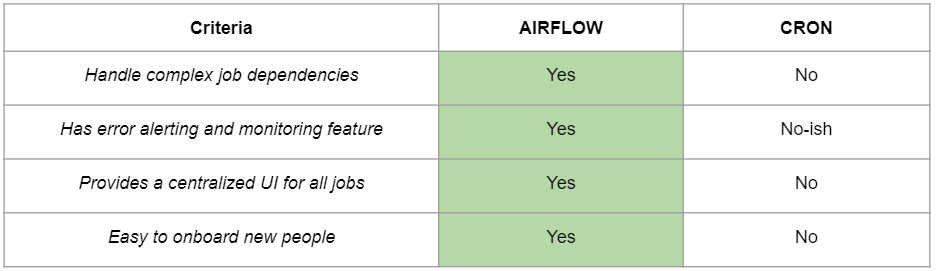 Criteria AIRFLOW CRON
Handle complex job dependencies Yes No
Has error alerting and monitoring feature Yes No-ish
Provides a centralized UI for all jobs Yes No
Easy to onboard new people Yes No